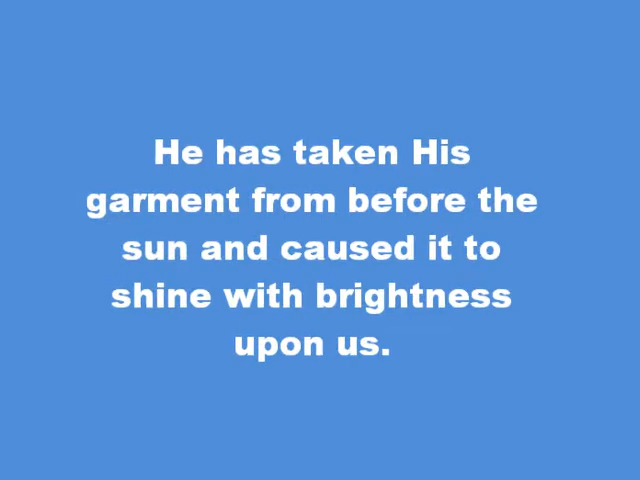 He has taken His
garment from before the
sun and caused it to
shine with brightness
upon us.